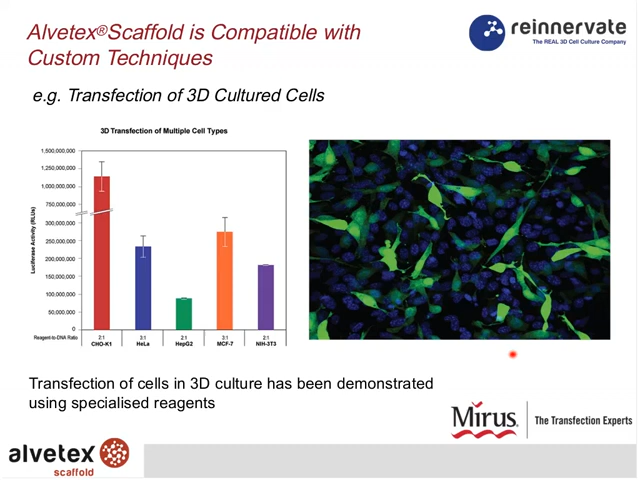 Alvetex®Scaffold is Compatible with
Custom Techniques
reinnervate
The REAL 3D Cell Culture Company
e.g. Transfection of 3D Cultured Cells
3D Transfection of Multiple Cell Types
Luciferase Activity (RLUs)
1,500,000,000
1,250,000,000
1,000,000,000
750,000,000
300,000,000
250,000,000
200,000,000
150,000,000
100,000,000
50,000,000
0
Reagent-to-DNA Ratio 2:1 3:1 2:1 3:1 2:1
CHO-K1 HeLa HepG2 MCF-7 NIH-3T3
Transfection of cells in 3D culture has been demonstrated
using specialised reagents
Mirus. The Transfection Experts
alvetex
scaffold